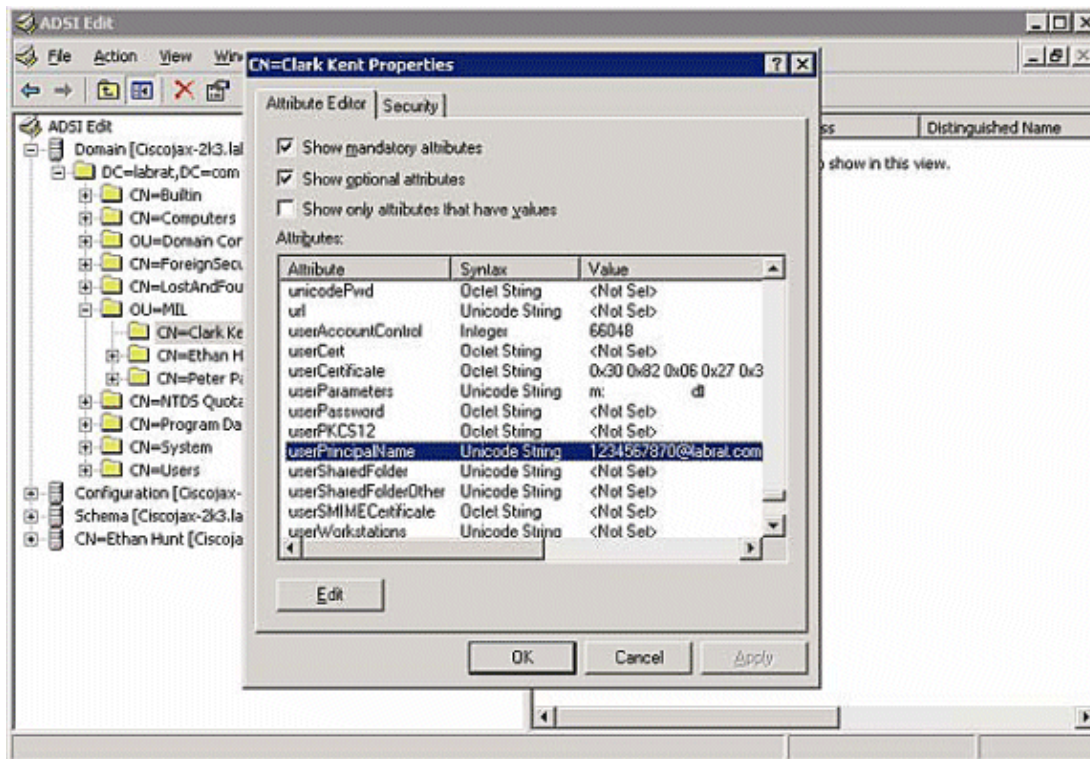 ADSI Edit
File Action View Win
CN=Clark Kent Properties
Attribute Editor Security
Show mandatory attributes
Show optional attributes
Show only attributes that have values
Attributes:
Attribute Syntax Value
unicodePwd Octet String <Not Set>
url Unicode String <Not Set>
userAccountControl Integer 66048
userCert Octet String <Not Set>
userCertificate Octet String 0x30 0x82 0x06 0x27 0x3
userParameters Unicode String m: d
userPassword Octet String <Not Set>
userPKCS12 Octet String <Not Set>
userPrincipalName Unicode String 1234567870@labrat.com
userSharedFolder Unicode String <Not Set>
userSharedFolderOther Unicode String <Not Set>
userSMIMECertificate Octet String <Not Set>
userWorkstations Unicode String <Not Set>
Edit
OK Cancel Apply
ADSI Edit
Domain [Ciscojax-2k3.lal
DC=labrat,DC=com
CN=Builtin
CN=Computers
OU=Domain Cor
CN=ForeignSecu
CN=LostAndFou
OU=MIL
CN=Clark Ke
CN=Ethan H
CN=Peter Pa
CN=NTDS Quota
CN=Program Da
CN=System
CN=Users
Configuration [Ciscojax-
Schema [Ciscojax-2k3.la
CN=Ethan Hunt [Ciscoja
ss Distinguished Name
o show in this view.